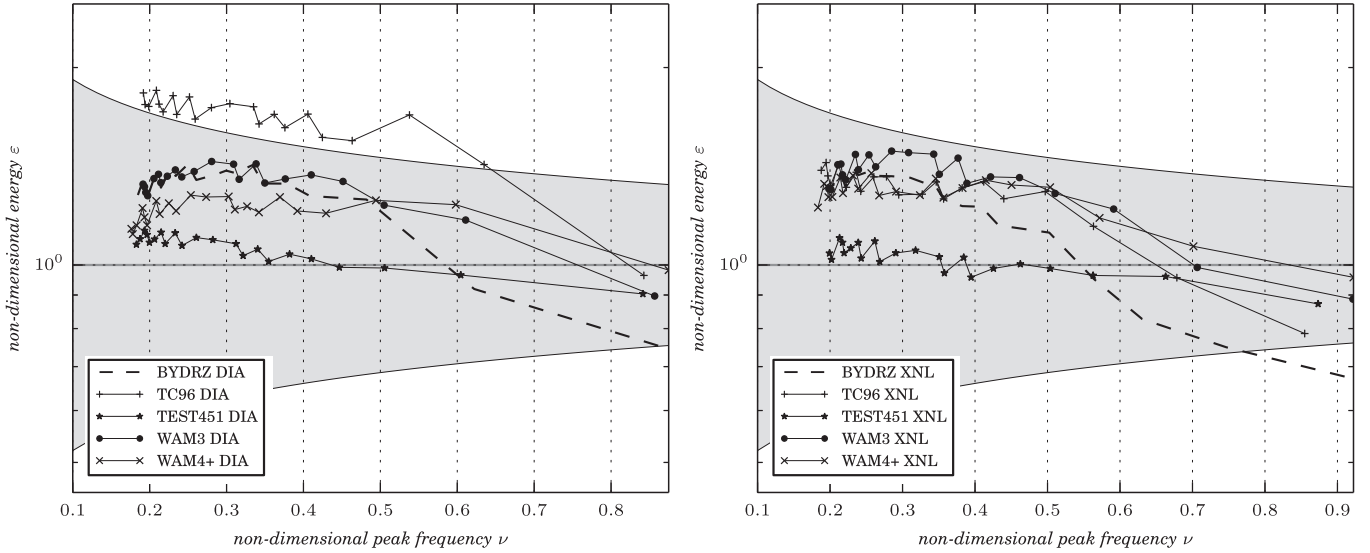 non-dimensional energy ε
10⁰
BYDRZ DIA
TC96 DIA
TEST451 DIA
WAM3 DIA
WAM4+ DIA
0.1 0.2 0.3 0.4 0.5 0.6 0.7 0.8
non-dimensional peak frequency ν
non-dimensional energy ε
10⁰
BYDRZ XNL
TC96 XNL
TEST451 XNL
WAM3 XNL
WAM4+ XNL
0.1 0.2 0.3 0.4 0.5 0.6 0.7 0.8 0.9
non-dimensional peak frequency ν